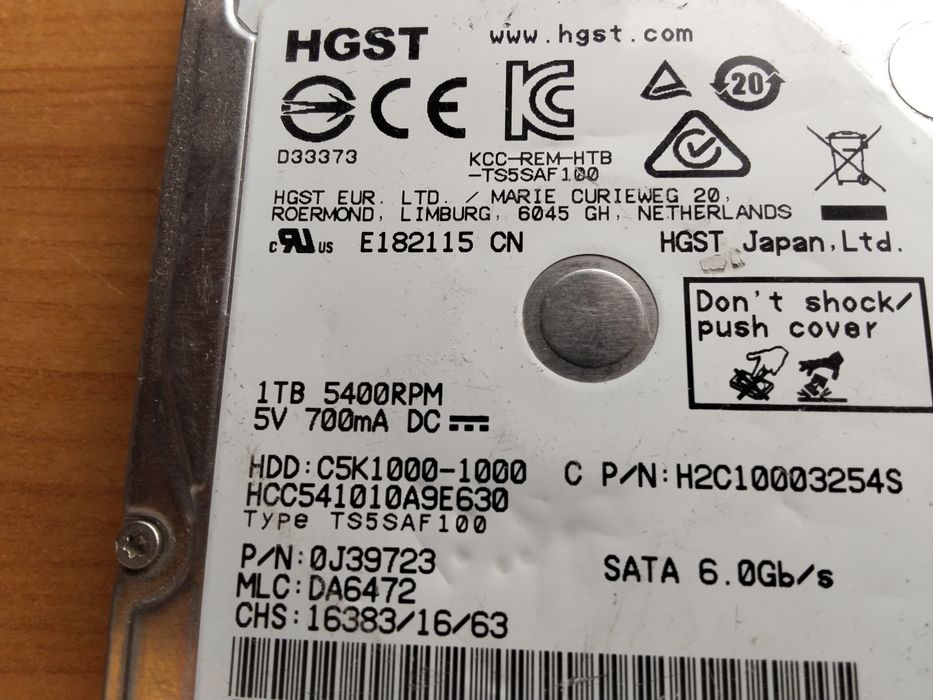 HGST www.hgst.com
20
D33373
KCC-REM-HTB
-TS5SAF100
HGST EUR. LTD. / MARIE CURIEWEG 20,
ROERMOND, LIMBURG, 6045 GH, NETHERLANDS
c RU US E182115 CN HGST Japan,Ltd.
Don't shock/
push cover
1TB 5400RPM
5V 700mA DC
HDD:C5K1000-1000 C P/N:H2C10003254S
HCC541010A9E630
Type TS5SAF100
P/N:0J39723 SATA 6.0Gb/s
MLC:DA6472
CHS:16383/16/63